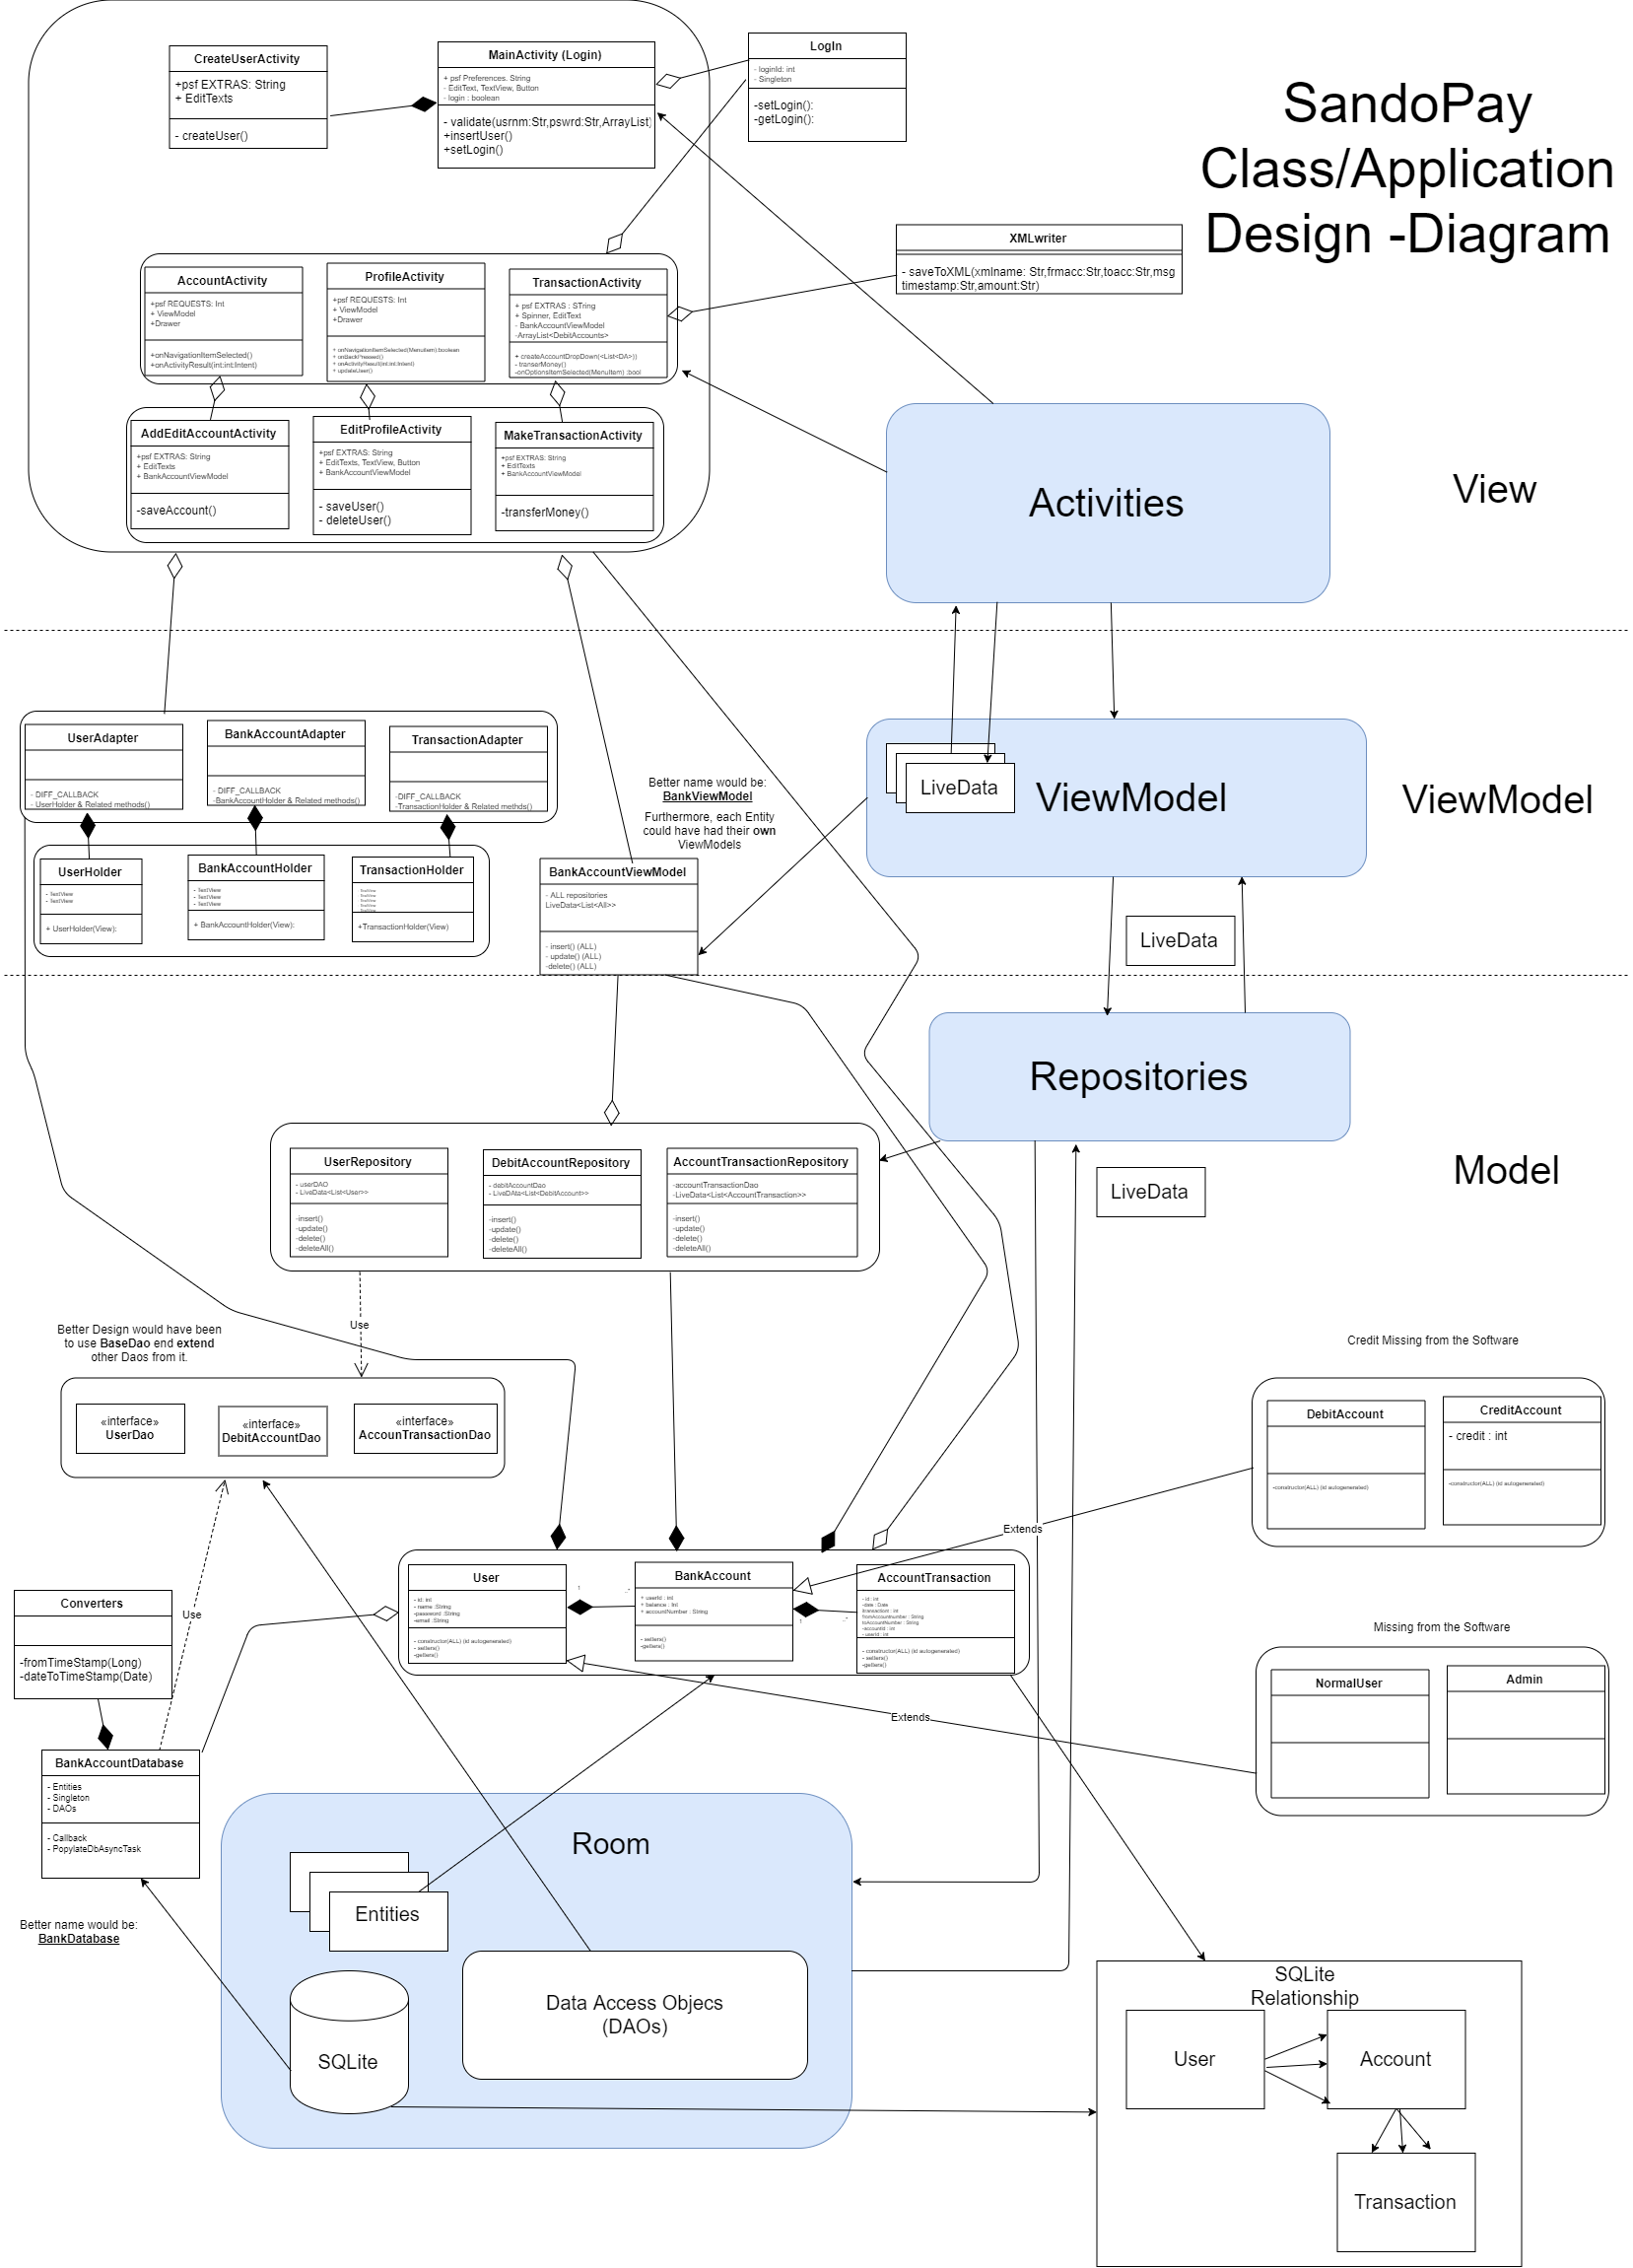 SandoPay
Class/Application
Design -Diagram
CreateUserActivity
+psf EXTRAS: String
+ EditTexts
- createUser()
MainActivity (Login)
+ psf Preferences. String
- EditText, TextView, Button
- login : boolean
- validate(usrnm:Str,pswrd:Str,ArrayList)
+insertUser()
+setLogin()
LogIn
- loginId: int
- Singleton
-setLogin():
-getLogin():
XMLwriter
- saveToXML(xmlname: Str,frmacc:Str,toacc:Str,msg
timestamp:Str,amount:Str)
AccountActivity
+psf REQUESTS: Int
+ ViewModel
+Drawer
+onNavigationItemSelected()
+onActivityResult(int:int:Intent)
ProfileActivity
+psf REQUESTS: Int
+ ViewModel
+Drawer
+ onNavigationItemSelected(MenuItem):boolean
+ onBackPressed()
+ onActivityResult(int:int:Intent)
+ updateUser()
TransactionActivity
+ psf EXTRAS : STring
+ Spinner, EditText
- BankAccountViewModel
-ArrayList<DebitAccounts>
+ createAccountDropDown(<List<DA>)
- transerMoney()
-onOptionsItemSelected(MenuItem) :bool
AddEditAccountActivity
+psf EXTRAS: String
+ EditTexts
+ BankAccountViewModel
-saveAccount()
EditProfileActivity
+psf EXTRAS: String
+ EditTexts, TextView, Button
+ BankAccountViewModel
- saveUser()
- deleteUser()
MakeTransactionActivity
+psf EXTRAS: String
+ EditTexts
+ BankAccountViewModel
-transferMoney()
Activities
View
UserAdapter
- DIFF_CALLBACK
- UserHolder & Related methods()
BankAccountAdapter
- DIFF_CALLBACK
-BankAccountHolder & Related methods()
TransactionAdapter
-DIFF_CALLBACK
-TransactionHolder & Related methds()
UserHolder
- TextView
- TextView
+ UserHolder(View):
BankAccountHolder
- TextView
- TextView
- TextView
+ BankAccountHolder(View):
TransactionHolder
+TransactionHolder(View)
Better name would be:
BankViewModel
Furthermore, each Entity
could have had their own
ViewModels
BankAccountViewModel
- ALL repositories
LiveData<List<All>>
- insert() (ALL)
- update() (ALL)
-delete() (ALL)
LiveData
ViewModel
ViewModel
LiveData
Repositories
Model
LiveData
UserRepository
- userDAO
- LiveData<List<User>>
-insert()
-update()
-delete()
-deleteAll()
DebitAccountRepository
- debitAccountDao
- LiveDAta<List<DebitAccount>>
-insert()
-update()
-delete()
-deleteAll()
AccountTransactionRepository
-accountTransactionDao
-LiveData<List<AccountTransaction>>
-insert()
-update()
-delete()
-deleteAll()
Use
Better Design would have been
to use BaseDao end extend
other Daos from it.
«interface»
UserDao
«interface»
DebitAccountDao
«interface»
AccounTransactionDao
Credit Missing from the Software
DebitAccount
-constructor(ALL) (id autogenerated)
CreditAccount
- credit : int
-constructor(ALL) (id autogenerated)
Extends
User
- id: int
- name :String
-password :String
-email :String
- constructor(ALL) (id autogenerated)
- setters()
-getters()
BankAccount
+ userId : int
+ balance : int
+ accountNumber : String
- setters()
-getters()
AccountTransaction
- id : int
-date : Date
-accountId : int
- userId : int
- constructor(ALL) (id autogenerated)
- setters()
-getters()
Converters
-fromTimeStamp(Long)
-dateToTimeStamp(Date)
Use
Missing from the Software
NormalUser
Admin
Extends
BankAccountDatabase
- Entities
- Singleton
- DAOs
- Callback
- PopylateDbAsyncTask
Better name would be:
BankDatabase
Room
Entities
SQLite
Data Access Objecs
(DAOs)
SQLite
Relationship
User
Account
Transaction